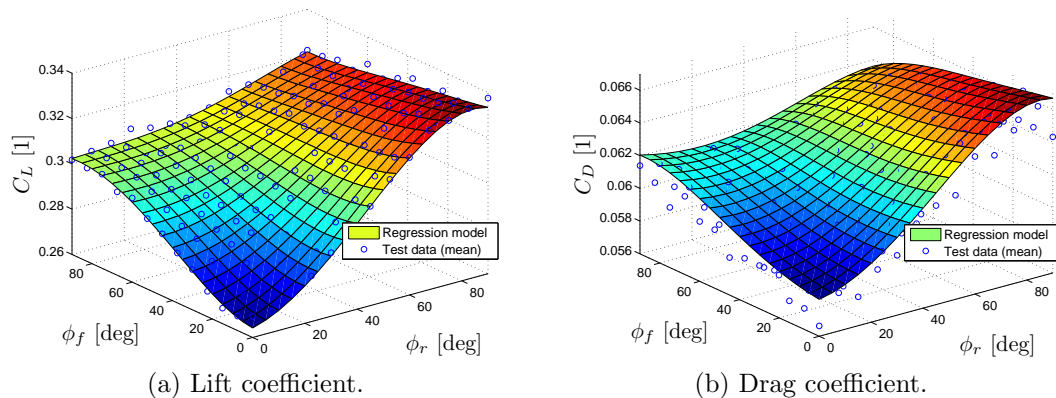 0.34
0.32
0.3
0.28
0.26
C_L [1]
80
60
40
20
0
ϕ_f [deg]
0
20
40
60
80
ϕ_r [deg]
Regression model
Test data (mean)
(a) Lift coefficient.
0.066
0.064
0.062
0.06
0.058
0.056
C_D [1]
80
60
40
20
0
ϕ_f [deg]
0
20
40
60
80
ϕ_r [deg]
Regression model
Test data (mean)
(b) Drag coefficient.